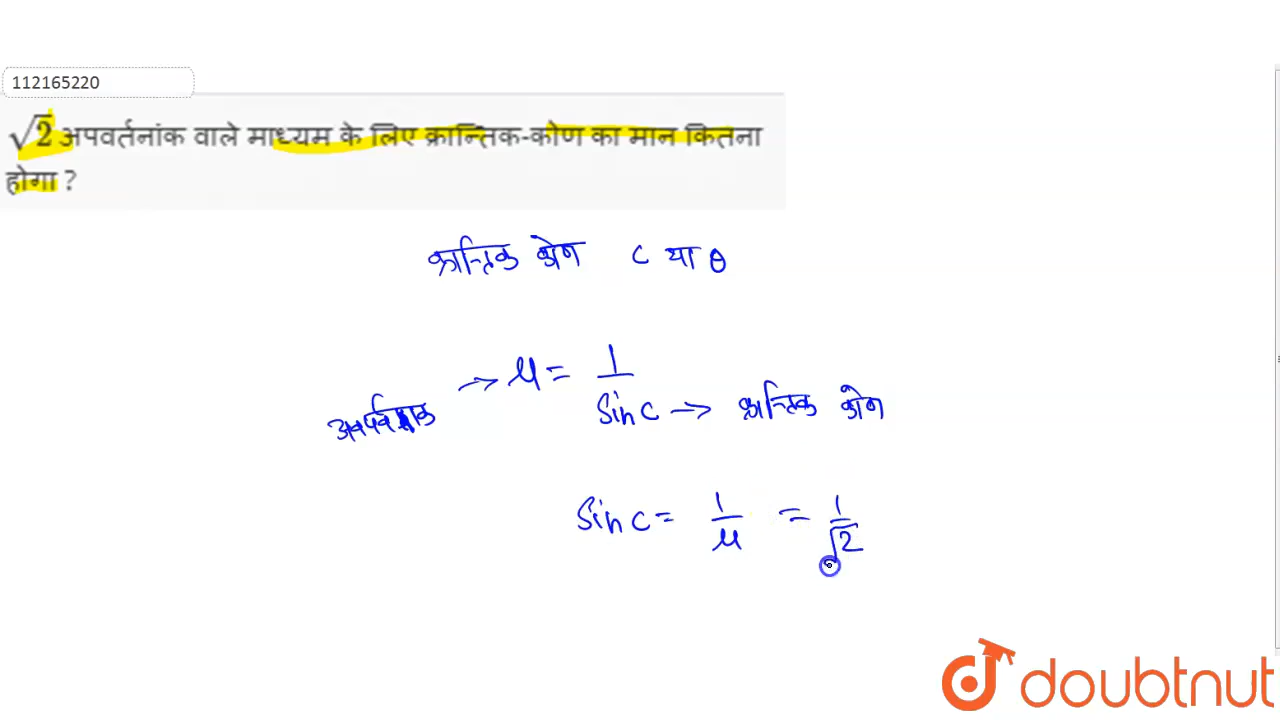 112165220
√2 अपवर्तनांक वाले माध्यम के लिए क्रान्तिक-कोण का मान कितना
होगा ?
क्रान्तिक कोण C या θ
→ μ = 1/sin C → क्रान्तिक कोण
sin C = 1/μ = 1/√2
doubtnut